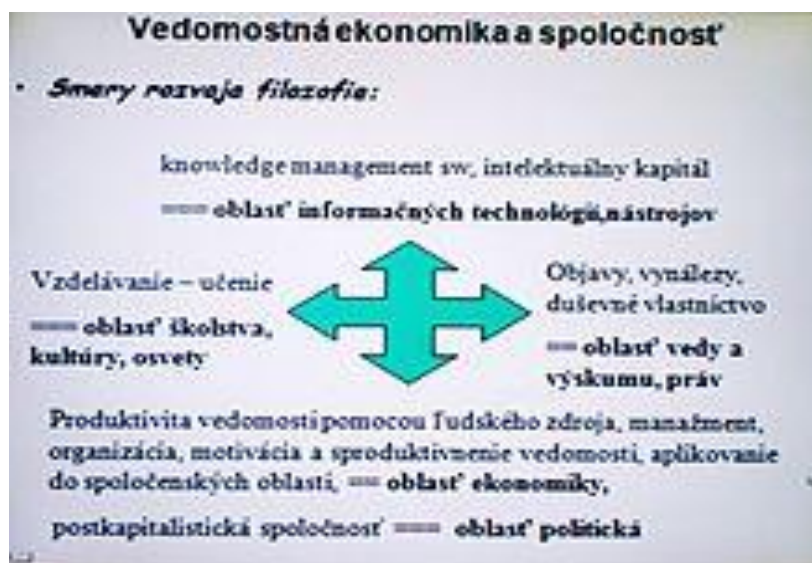 Vedomostná ekonomika a spoločnosť
• Smery rozvoja filozofie:
knowledge management sw, intelektuálny kapitál
=== oblasť informačných technológií,nástrojov
Vzdelávanie – učenie
=== oblasť školstva,
kultúry, osvety
Objavy, vynálezy,
duševné vlastníctvo
== oblasť vedy a
výskumu, práv
Produktivita vedomostí pomocou ľudského zdroja, manažment,
organizácia, motivácia a sproduktívnenie vedomostí, aplikovanie
do spoločenských oblastí, == oblasť ekonomiky,
postkapitalistická spoločnosť === oblasť politická